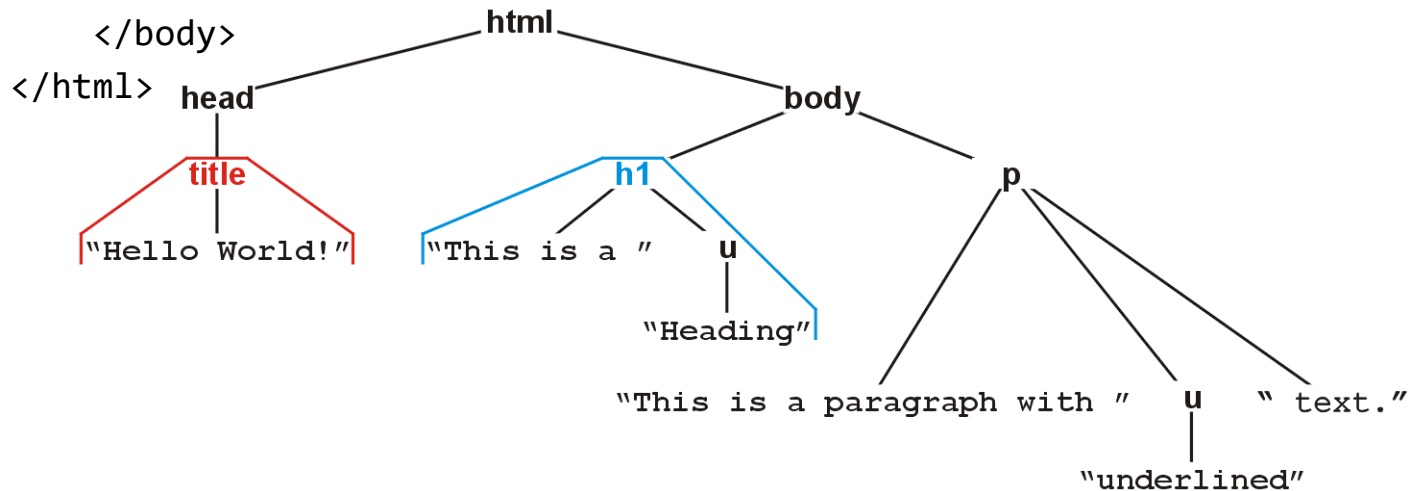 </body>
html
</html>
head
body
title
h1
p
“Hello World!”
“This is a ”
u
“Heading”
“This is a paragraph with ”
u
“ text.”
“underlined”